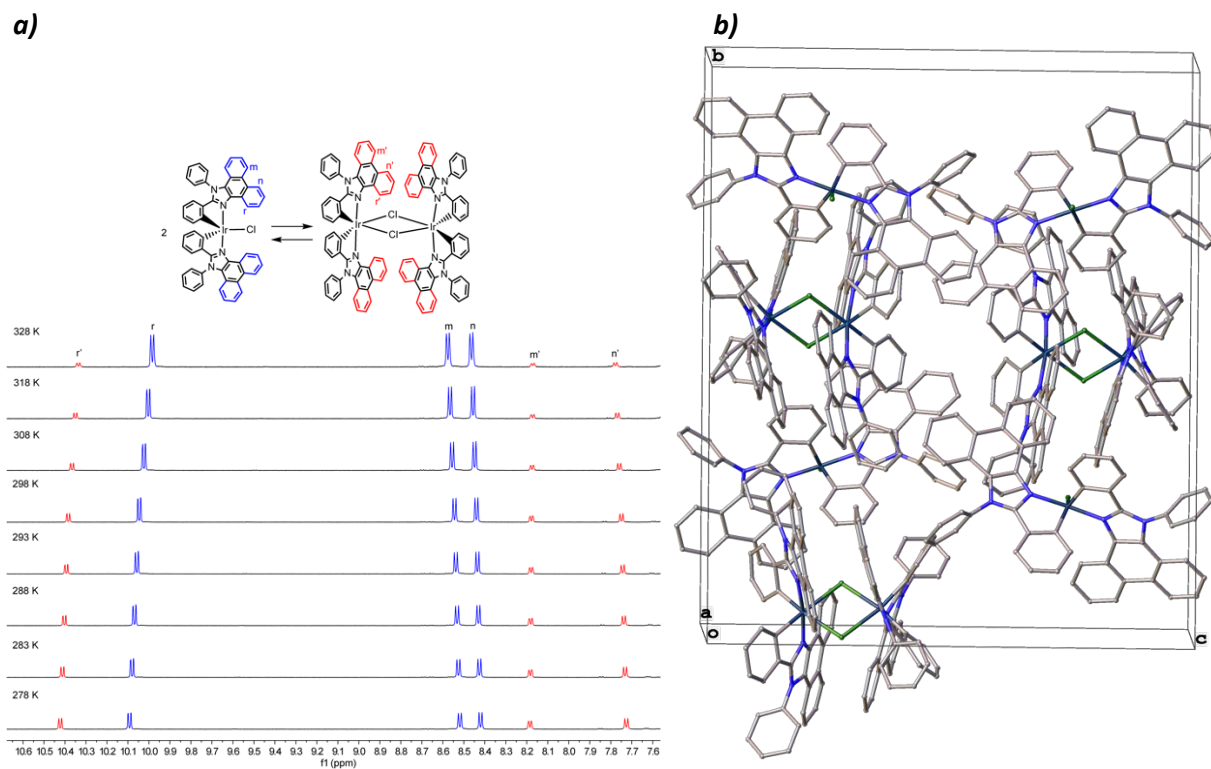 a)
b)
m
n
r
N
N
Ir
Cl
N
N
2
m'
n'
r'
N
N
N
N
Ir
Cl
Cl
Ir
N
N
N
N
328 K
r'
r
m
n
m'
n'
318 K
308 K
298 K
293 K
288 K
283 K
278 K
10.6 10.5 10.4 10.3 10.2 10.1 10.0 9.9 9.8 9.7 9.6 9.5 9.4 9.3 9.2 9.1 9.0 8.9 8.8 8.7 8.6 8.5 8.4 8.3 8.2 8.1 8.0 7.9 7.8 7.7 7.6
f1 (ppm)
b
a
o
c